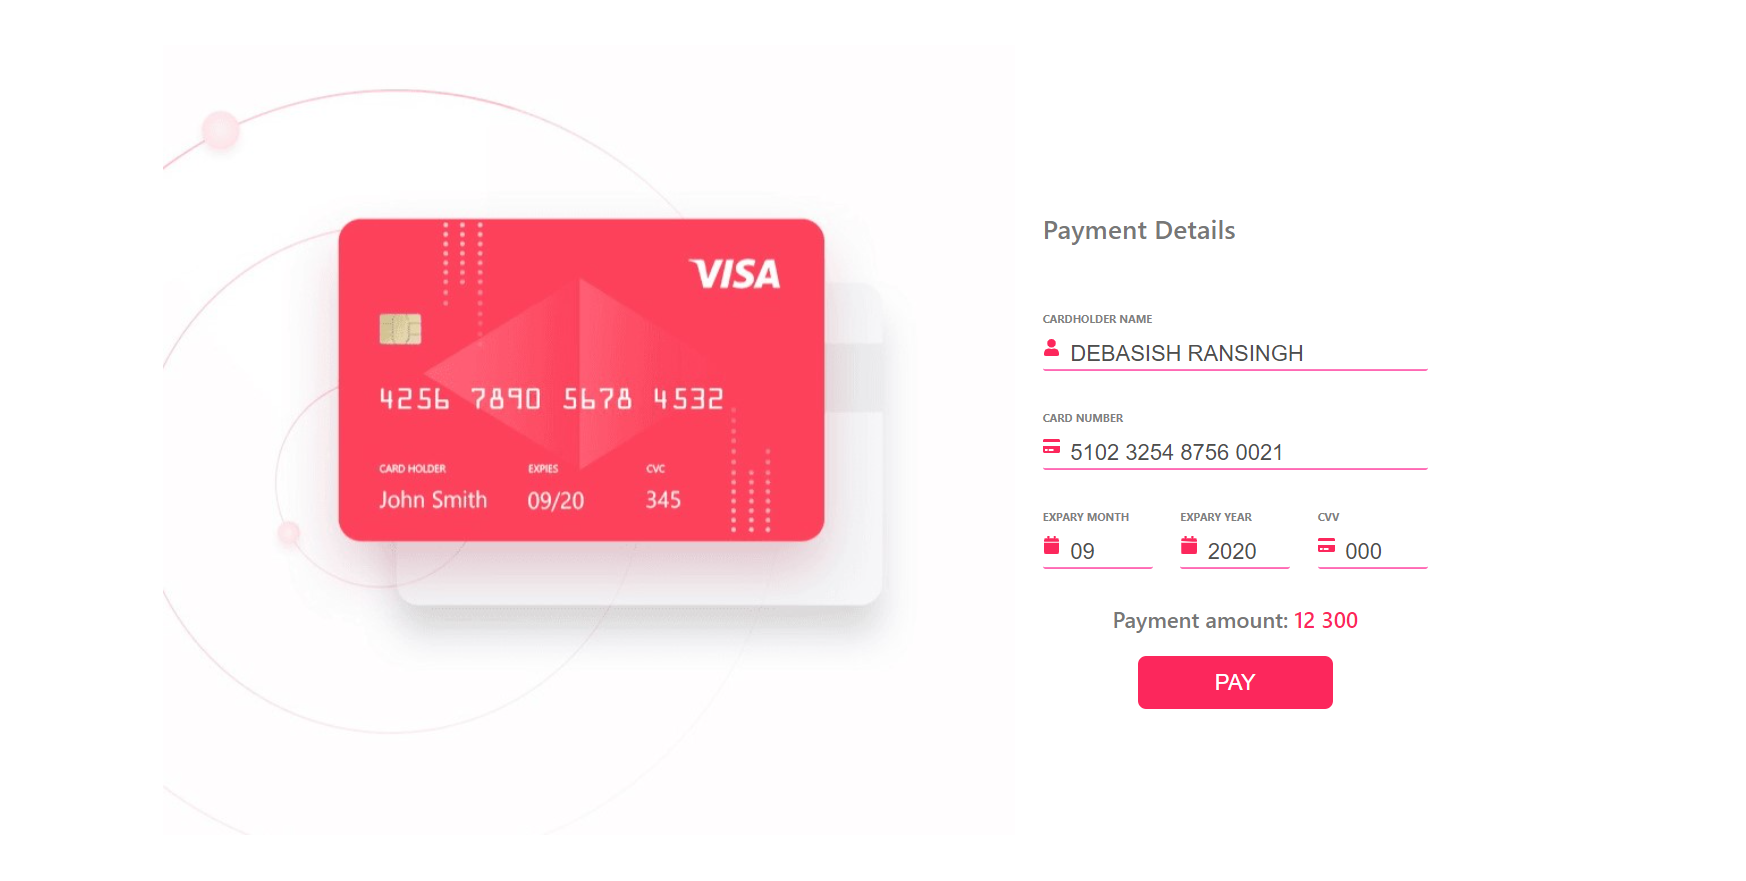 VISA
4256 7890 5678 4532
CARD HOLDER EXPIES CVC
John Smith 09/20 345
Payment Details
CARDHOLDER NAME
DEBASISH RANSINGH
CARD NUMBER
5102 3254 8756 0021
EXPARY MONTH EXPARY YEAR CVV
09 2020 000
Payment amount: 12 300
PAY